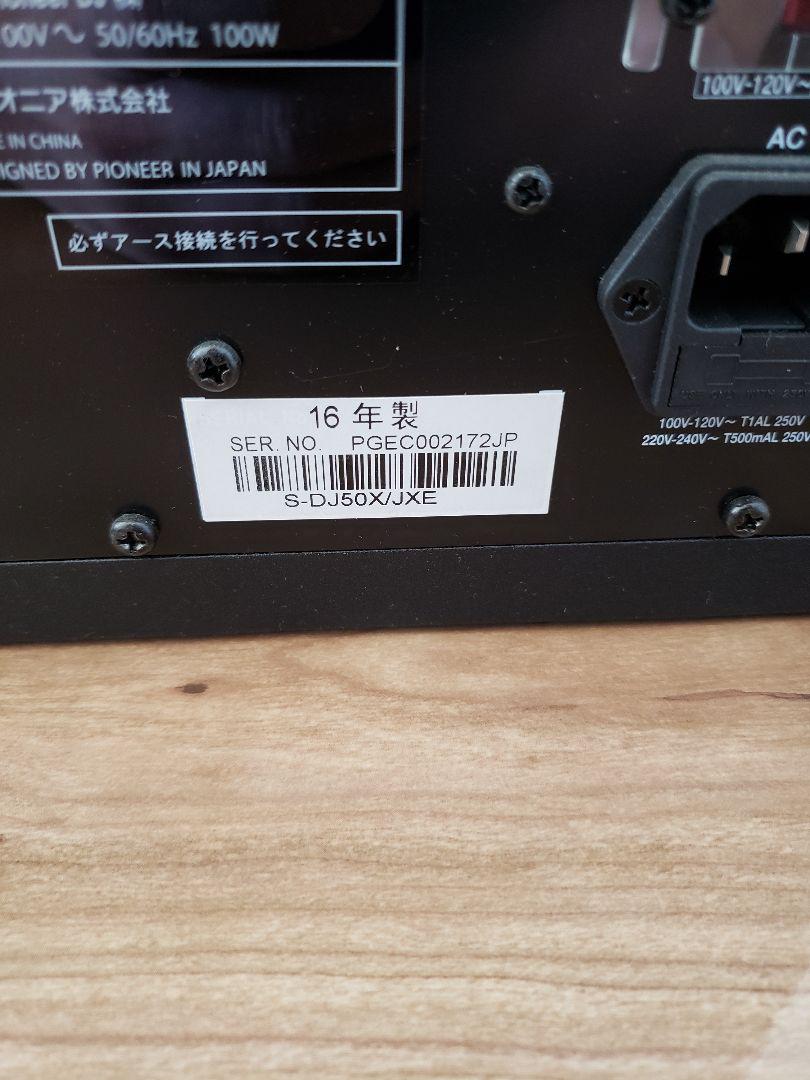 00V～ 50/60Hz 100W
オニア株式会社
E IN CHINA
IGNED BY PIONEER IN JAPAN
必ずアース接続を行ってください
100V-120V～
AC
100V-120V～ T1AL 250V
220V-240V～ T500mAL 250V
16 年 製
SER. NO. PGEC002172JP
S-DJ50X/JXE